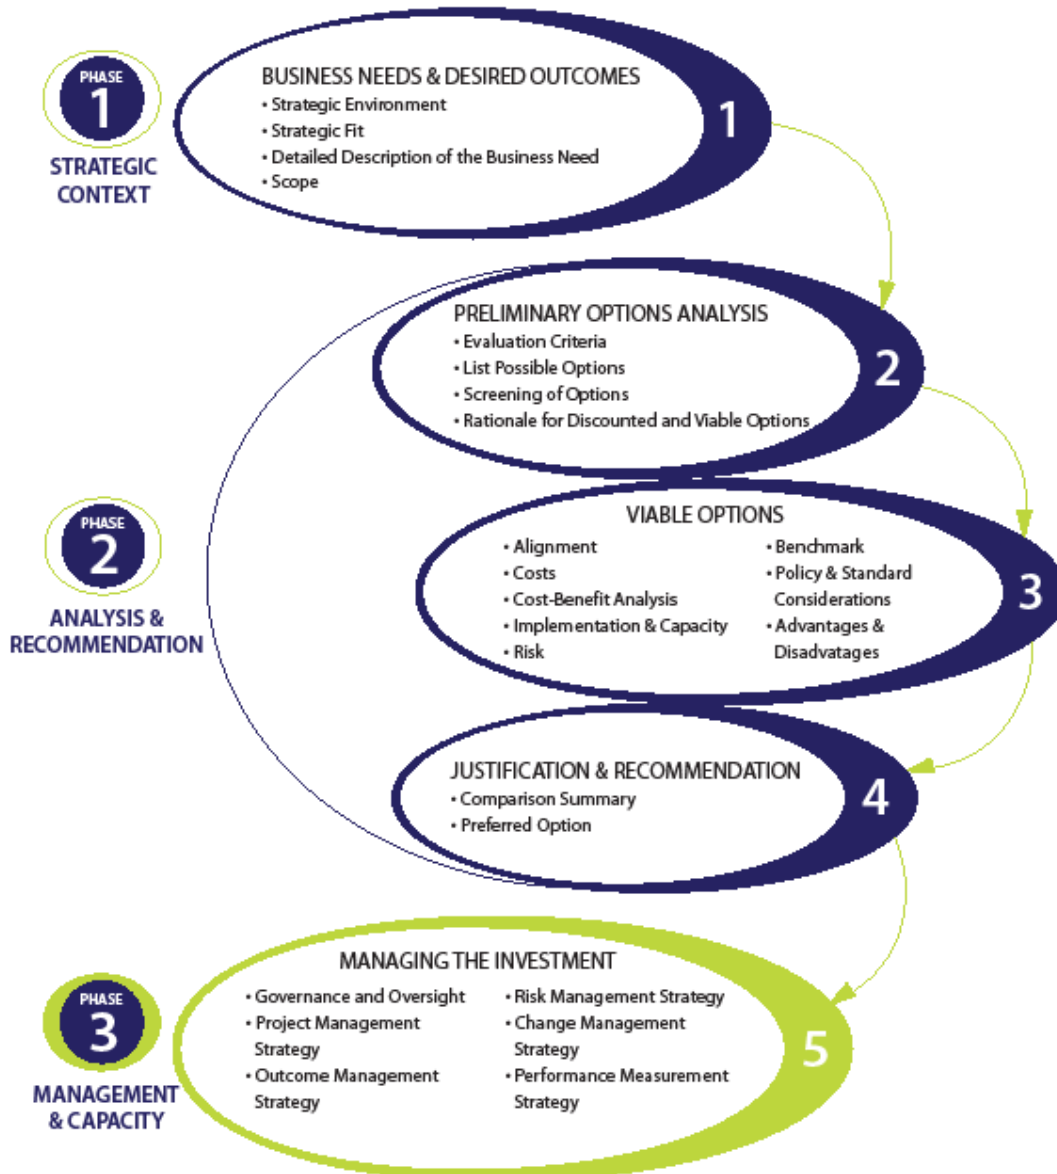 PHASE
1
STRATEGIC
CONTEXT
BUSINESS NEEDS & DESIRED OUTCOMES
• Strategic Environment
• Strategic Fit
• Detailed Description of the Business Need
• Scope
1
PRELIMINARY OPTIONS ANALYSIS
• Evaluation Criteria
• List Possible Options
• Screening of Options
• Rationale for Discounted and Viable Options
2
PHASE
2
ANALYSIS &
RECOMMENDATION
VIABLE OPTIONS
• Alignment
• Costs
• Cost-Benefit Analysis
• Implementation & Capacity
• Risk
• Benchmark
• Policy & Standard
Considerations
• Advantages &
Disadvatages
3
JUSTIFICATION & RECOMMENDATION
• Comparison Summary
• Preferred Option
4
PHASE
3
MANAGEMENT
& CAPACITY
MANAGING THE INVESTMENT
• Governance and Oversight
• Project Management
Strategy
• Outcome Management
Strategy
• Risk Management Strategy
• Change Management
Strategy
• Performance Measurement
Strategy
5